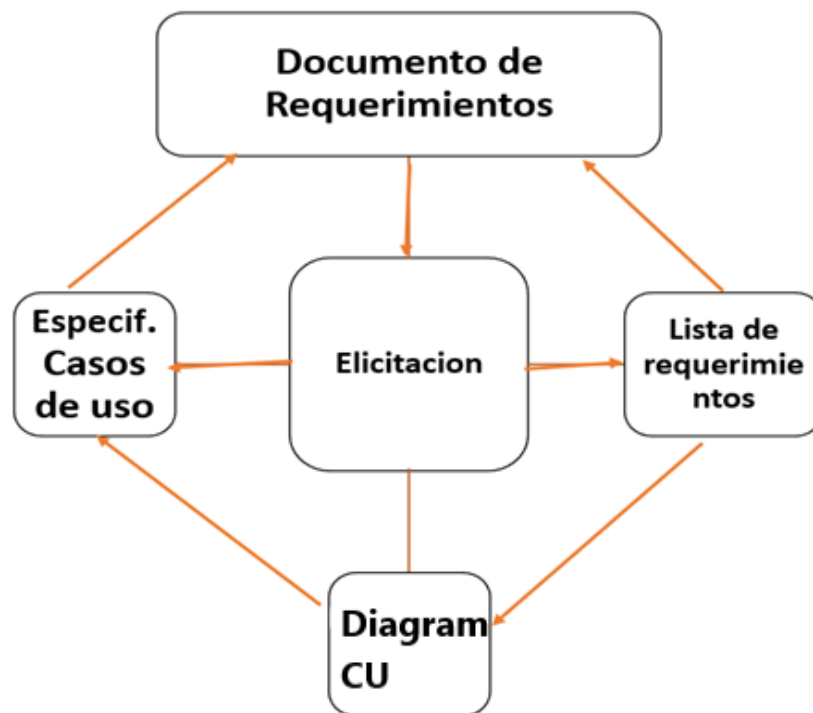 Documento de
Requerimientos
Especif.
Casos
de uso
Elicitacion
Lista de
requerimie
ntos
Diagram
CU